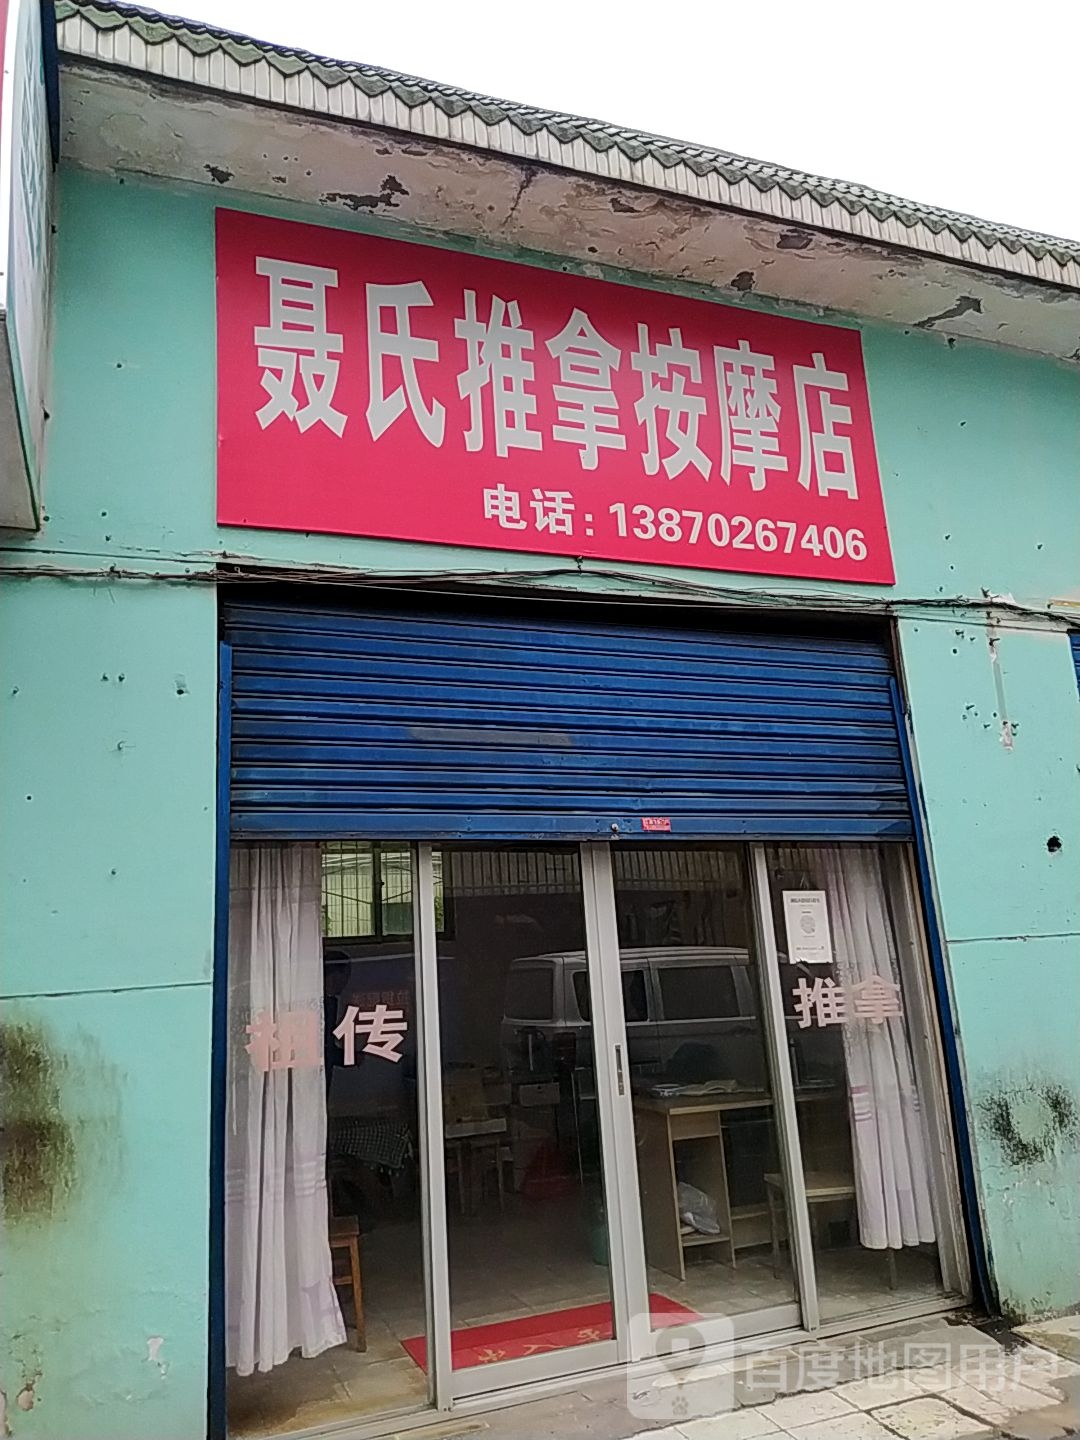 聂氏推拿按摩店
电话：13870267406
祖传
推拿
百度地图用户